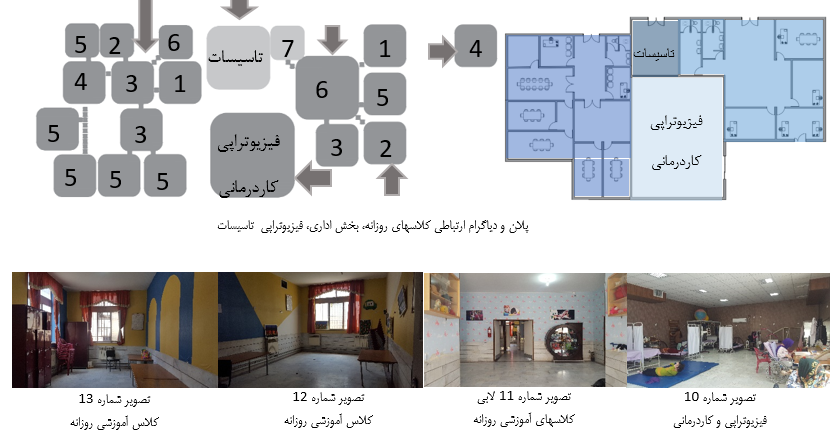 5 2 6
4 3 1
5 3
5 5 5
تاسیسات
7
6
1
5
3
2
4
فیزیوتراپی
کاردرمانی
تاسیسات
فیزیوتراپی
کاردرمانی
پلان و دیاگرام ارتباطی کلاسهای روزانه، بخش اداری، فیزیوتراپی تاسیسات
تصویر شماره 10
فیزیوتراپی و کاردرمانی
تصویر شماره 11 لابی
کلاسهای آموزشی روزانه
تصویر شماره 12
کلاس آموزشی روزانه
تصویر شماره 13
کلاس آموزشی روزانه